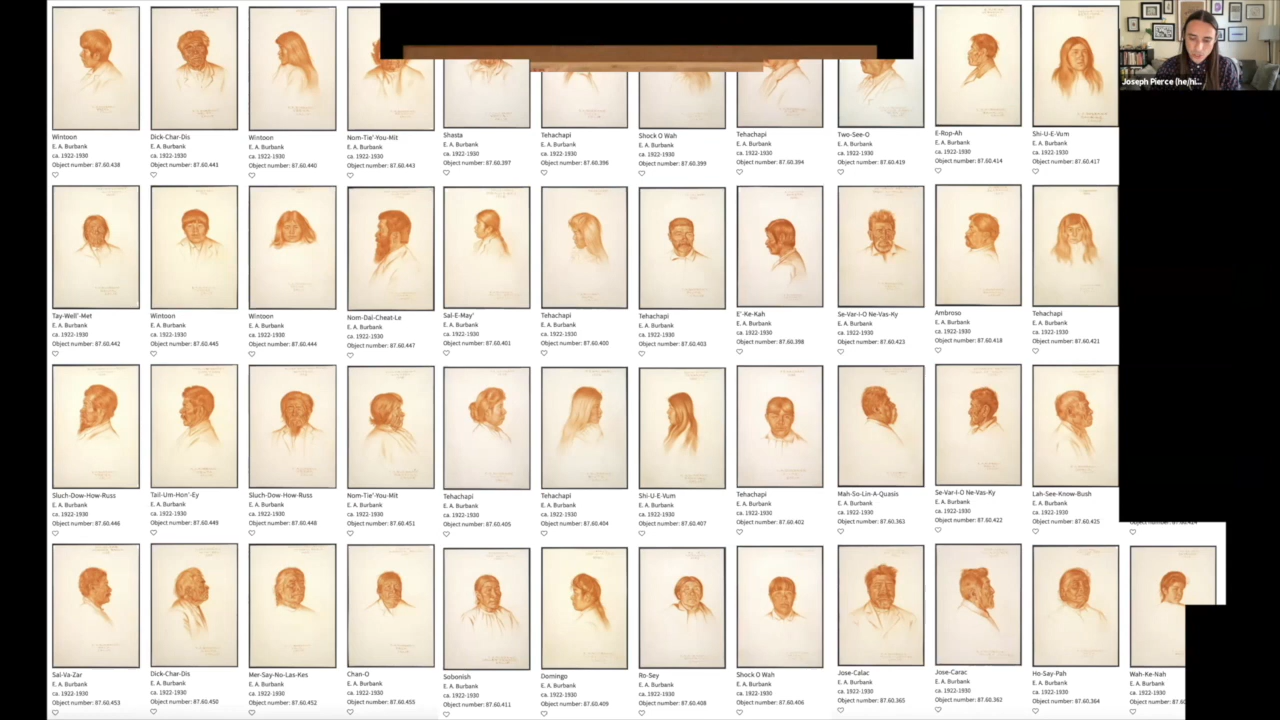 Joseph Pierce (he/hi...
Wintoon
E. A. Burbank
ca. 1922-1930
Object number: 87.60.438
Dick-Char-Dis
E. A. Burbank
ca. 1922-1930
Object number: 87.60.441
Wintoon
E. A. Burbank
ca. 1922-1930
Object number: 87.60.440
Nom-Tie'-You-Mit
E. A. Burbank
ca. 1922-1930
Object number: 87.60.443
Shasta
E. A. Burbank
ca. 1922-1930
Object number: 87.60.397
Tehachapi
E. A. Burbank
ca. 1922-1930
Object number: 87.60.396
Shock O Wah
E. A. Burbank
ca. 1922-1930
Object number: 87.60.399
Tehachapi
E. A. Burbank
ca. 1922-1930
Object number: 87.60.394
Two-See-O
E. A. Burbank
ca. 1922-1930
Object number: 87.60.419
E-Rop-Ah
E. A. Burbank
ca. 1922-1930
Object number: 87.60.414
Shi-U-E-Vum
E. A. Burbank
ca. 1922-1930
Object number: 87.60.417
Tay-Well'-Met
E. A. Burbank
ca. 1922-1930
Object number: 87.60.442
Wintoon
E. A. Burbank
ca. 1922-1930
Object number: 87.60.445
Wintoon
E. A. Burbank
ca. 1922-1930
Object number: 87.60.444
Nom-Dal-Cheat-Le
E. A. Burbank
ca. 1922-1930
Object number: 87.60.447
Sal-E-May'
E. A. Burbank
ca. 1922-1930
Object number: 87.60.401
Tehachapi
E. A. Burbank
ca. 1922-1930
Object number: 87.60.400
Tehachapi
E. A. Burbank
ca. 1922-1930
Object number: 87.60.403
E'-Ke-Kah
E. A. Burbank
ca. 1922-1930
Object number: 87.60.398
Se-Var-I-O Ne-Vas-Ky
E. A. Burbank
ca. 1922-1930
Object number: 87.60.423
Ambroso
E. A. Burbank
ca. 1922-1930
Object number: 87.60.418
Tehachapi
E. A. Burbank
ca. 1922-1930
Object number: 87.60.421
Sluch-Dow-How-Russ
E. A. Burbank
ca. 1922-1930
Object number: 87.60.446
Tail-Um-Hon'-Ey
E. A. Burbank
ca. 1922-1930
Object number: 87.60.449
Sluch-Dow-How-Russ
E. A. Burbank
ca. 1922-1930
Object number: 87.60.448
Nom-Tie'-You-Mit
E. A. Burbank
ca. 1922-1930
Object number: 87.60.451
Tehachapi
E. A. Burbank
ca. 1922-1930
Object number: 87.60.405
Tehachapi
E. A. Burbank
ca. 1922-1930
Object number: 87.60.404
Shi-U-E-Vum
E. A. Burbank
ca. 1922-1930
Object number: 87.60.407
Tehachapi
E. A. Burbank
ca. 1922-1930
Object number: 87.60.402
Mah-So-Lin-A-Quasis
E. A. Burbank
ca. 1922-1930
Object number: 87.60.363
Se-Var-I-O Ne-Vas-Ky
E. A. Burbank
ca. 1922-1930
Object number: 87.60.422
Lah-See-Know-Bush
E. A. Burbank
ca. 1922-1930
Object number: 87.60.425
Sal-Va-Zar
E. A. Burbank
ca. 1922-1930
Object number: 87.60.453
Dick-Char-Dis
E. A. Burbank
ca. 1922-1930
Object number: 87.60.450
Mer-Say-No-Las-Kes
E. A. Burbank
ca. 1922-1930
Object number: 87.60.452
Chan-O
E. A. Burbank
ca. 1922-1930
Object number: 87.60.455
Sobonish
E. A. Burbank
ca. 1922-1930
Object number: 87.60.411
Domingo
E. A. Burbank
ca. 1922-1930
Object number: 87.60.409
Ro-Sey
E. A. Burbank
ca. 1922-1930
Object number: 87.60.408
Shock O Wah
E. A. Burbank
ca. 1922-1930
Object number: 87.60.406
Jose-Calac
E. A. Burbank
ca. 1922-1930
Object number: 87.60.365
Jose-Carac
E. A. Burbank
ca. 1922-1930
Object number: 87.60.362
Ho-Say-Pah
E. A. Burbank
ca. 1922-1930
Object number: 87.60.364
Wah-Ke-Nah
E. A. Burbank
ca. 1922-1930
Object number: 87.6